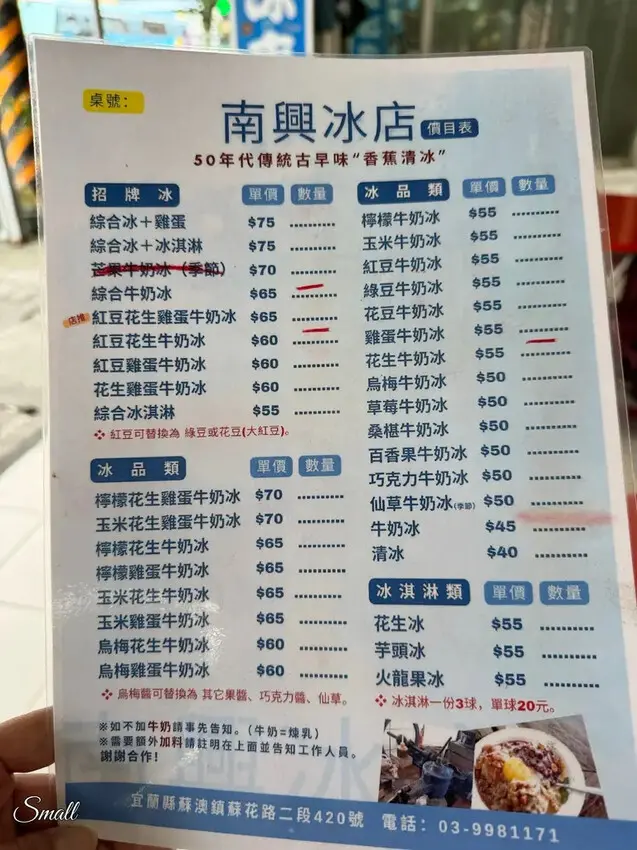 桌號：
南興冰店 價目表
50年代傳統古早味“香蕉清冰”
招牌冰 單價 數量
綜合冰＋雞蛋 $75
綜合冰＋冰淇淋 $75
芒果牛奶冰（季節） $70
綜合牛奶冰 $65
店推 紅豆花生雞蛋牛奶冰 $65
紅豆花生牛奶冰 $60
紅豆雞蛋牛奶冰 $60
花生雞蛋牛奶冰 $60
綜合冰淇淋 $55
❖ 紅豆可替換為 綠豆或花豆(大紅豆)。
冰品類 單價 數量
檸檬花生雞蛋牛奶冰 $70
玉米花生雞蛋牛奶冰 $70
檸檬花生牛奶冰 $65
檸檬雞蛋牛奶冰 $65
玉米花生牛奶冰 $65
玉米雞蛋牛奶冰 $65
烏梅花生牛奶冰 $60
烏梅雞蛋牛奶冰 $60
❖ 烏梅醬可替換為 其它果醬、巧克力醬、仙草。
冰品類 單價 數量
檸檬牛奶冰 $55
玉米牛奶冰 $55
紅豆牛奶冰 $55
綠豆牛奶冰 $55
花豆牛奶冰 $55
雞蛋牛奶冰 $55
花生牛奶冰 $55
烏梅牛奶冰 $50
草莓牛奶冰 $50
桑椹牛奶冰 $50
百香果牛奶冰 $50
巧克力牛奶冰 $50
仙草牛奶冰(季節) $50
牛奶冰 $45
清冰 $40
冰淇淋類 單價 數量
花生冰 $55
芋頭冰 $55
火龍果冰 $55
❖ 冰淇淋一份3球，單球20元。
※如不加牛奶請事先告知。（牛奶=煉乳）
※需要額外加料請註明在上面並告知工作人員。
謝謝合作！
宜蘭縣蘇澳鎮蘇花路二段420號 電話：03-9981171
Small